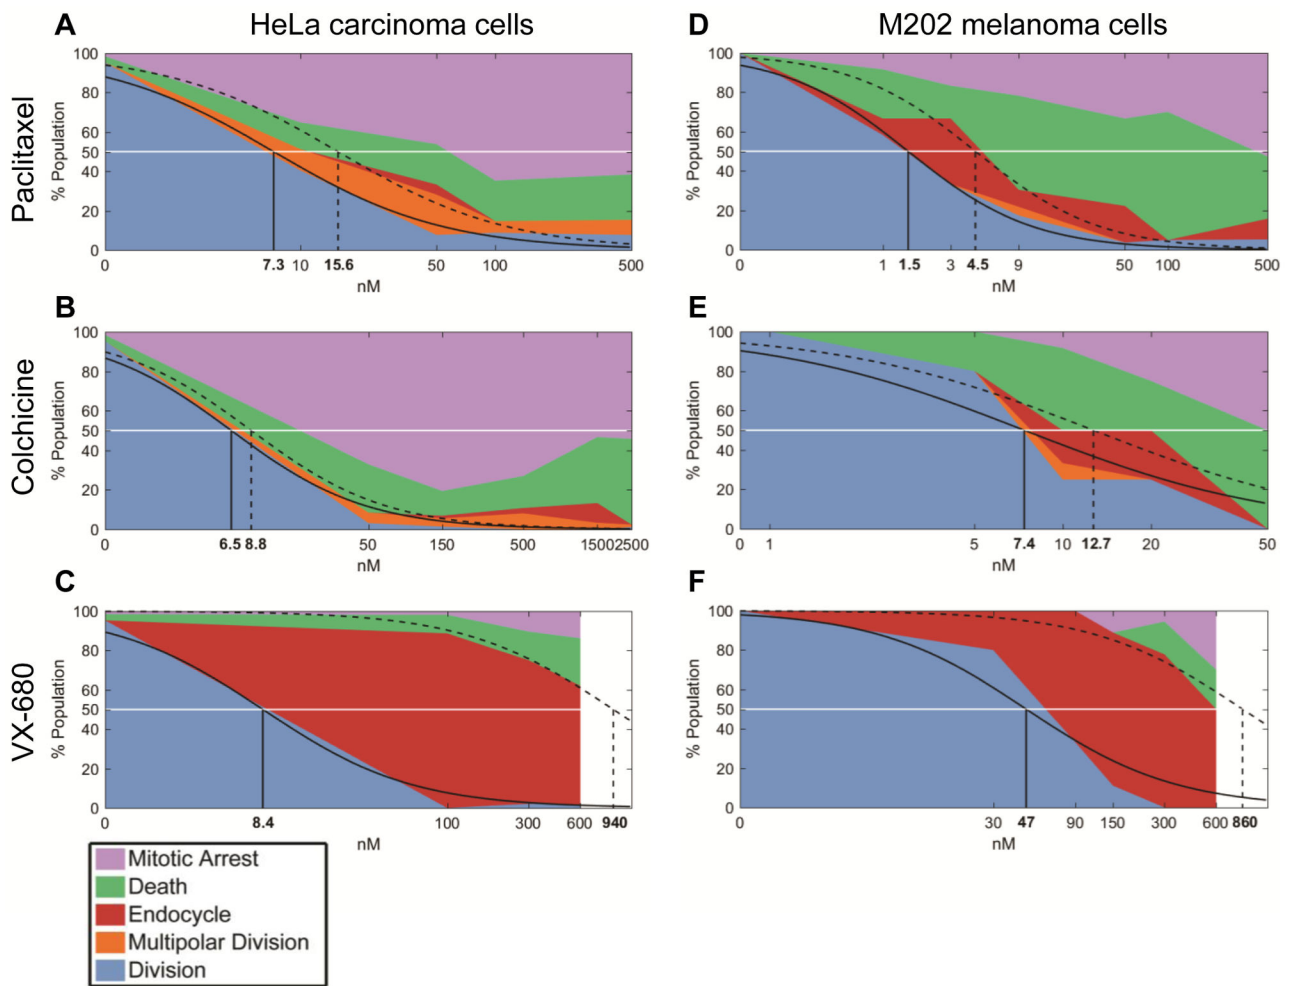 A HeLa carcinoma cells
Paclitaxel
% Population
100
80
60
50
40
20
0
0 7.3 10 15.6 50 100 500
nM
D M202 melanoma cells
% Population
100
80
60
50
40
20
0
0 1 1.5 3 4.5 9 50 100 500
nM
B
Colchicine
% Population
100
80
60
50
40
20
0
0 6.5 8.8 50 150 500 1500 2500
nM
E
% Population
100
80
60
50
40
20
0
0 1 5 7.4 10 12.7 20 50
nM
C
VX-680
% Population
100
80
60
50
40
20
0
0 8.4 100 300 600 940
nM
F
% Population
100
80
60
50
40
20
0
0 30 47 90 150 300 600 860
nM
Mitotic Arrest
Death
Endocycle
Multipolar Division
Division